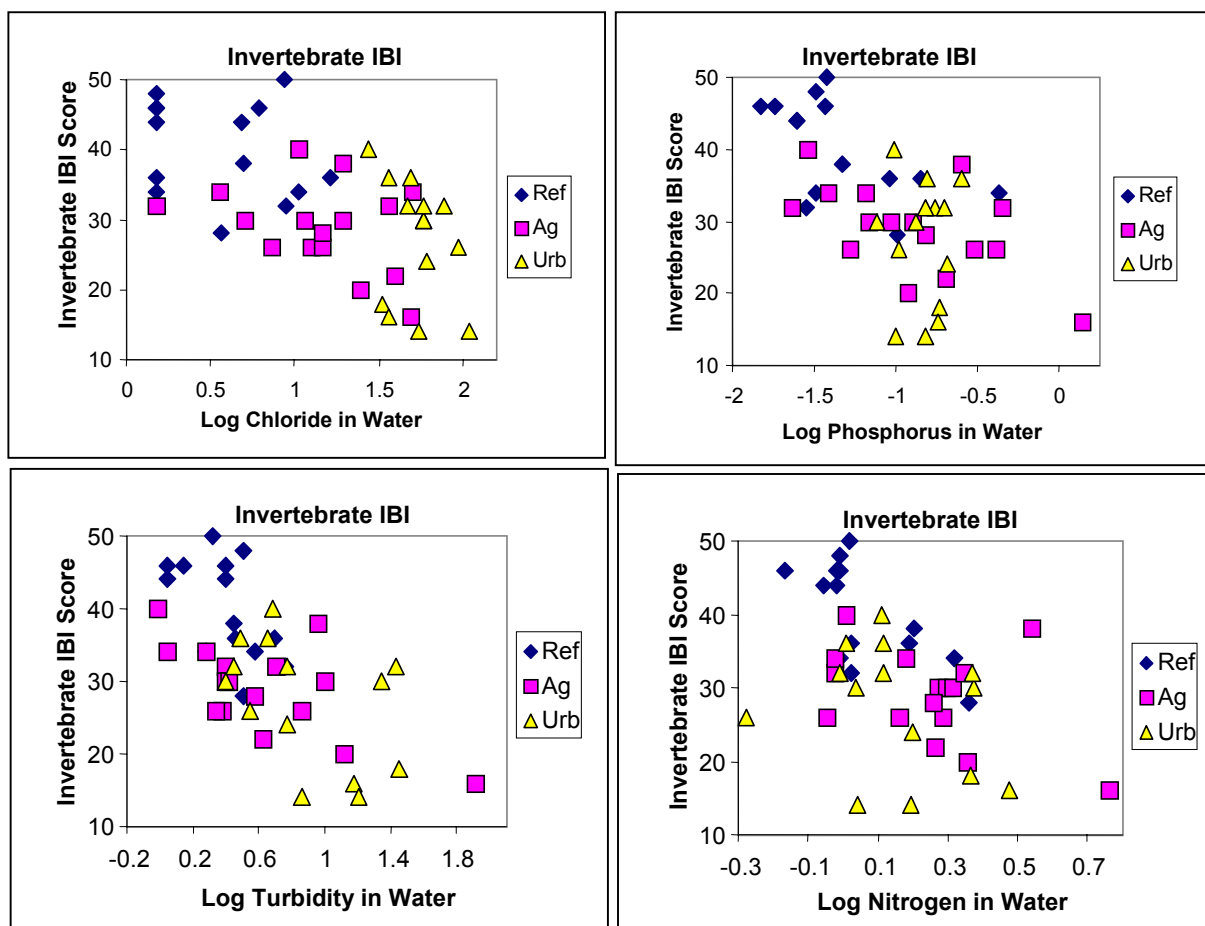 Invertebrate IBI
Invertebrate IBI Score
50
40
30
20
10
0
0.5
1
1.5
2
Log Chloride in Water
Ref
Ag
Urb
Invertebrate IBI
Invertebrate IBI Score
50
40
30
20
10
-2
-1.5
-1
-0.5
0
Log Phosphorus in Water
Ref
Ag
Urb
Invertebrate IBI
Invertebrate IBI Score
50
40
30
20
10
-0.2
0.2
0.6
1
1.4
1.8
Log Turbidity in Water
Ref
Ag
Urb
Invertebrate IBI
Invertebrate IBI Score
50
40
30
20
10
-0.3
-0.1
0.1
0.3
0.5
0.7
Log Nitrogen in Water
Ref
Ag
Urb